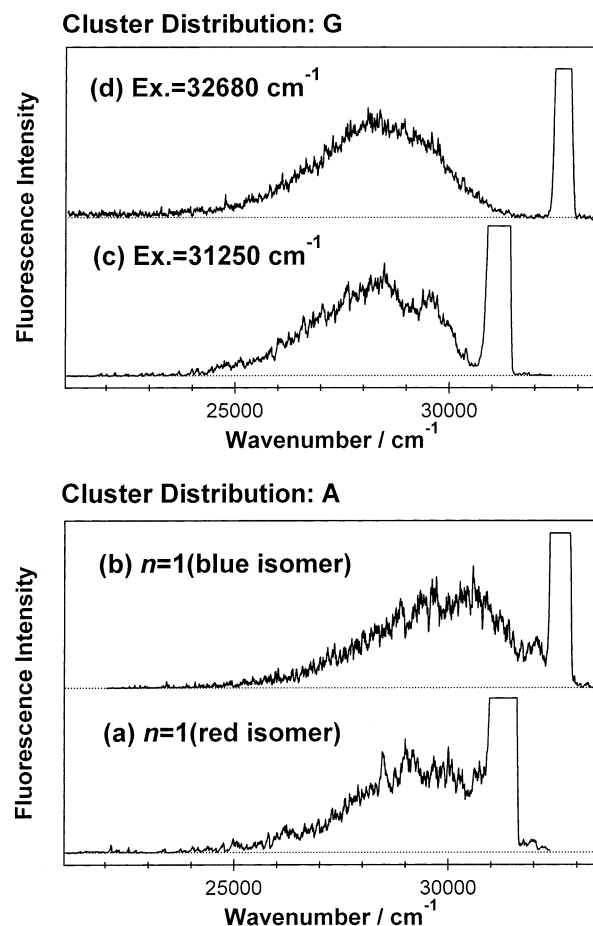 Cluster Distribution: G
Fluorescence Intensity
(d) Ex.=32680 cm⁻¹
(c) Ex.=31250 cm⁻¹
25000 30000
Wavenumber / cm⁻¹
Cluster Distribution: A
Fluorescence Intensity
(b) n=1(blue isomer)
(a) n=1(red isomer)
25000 30000
Wavenumber / cm⁻¹